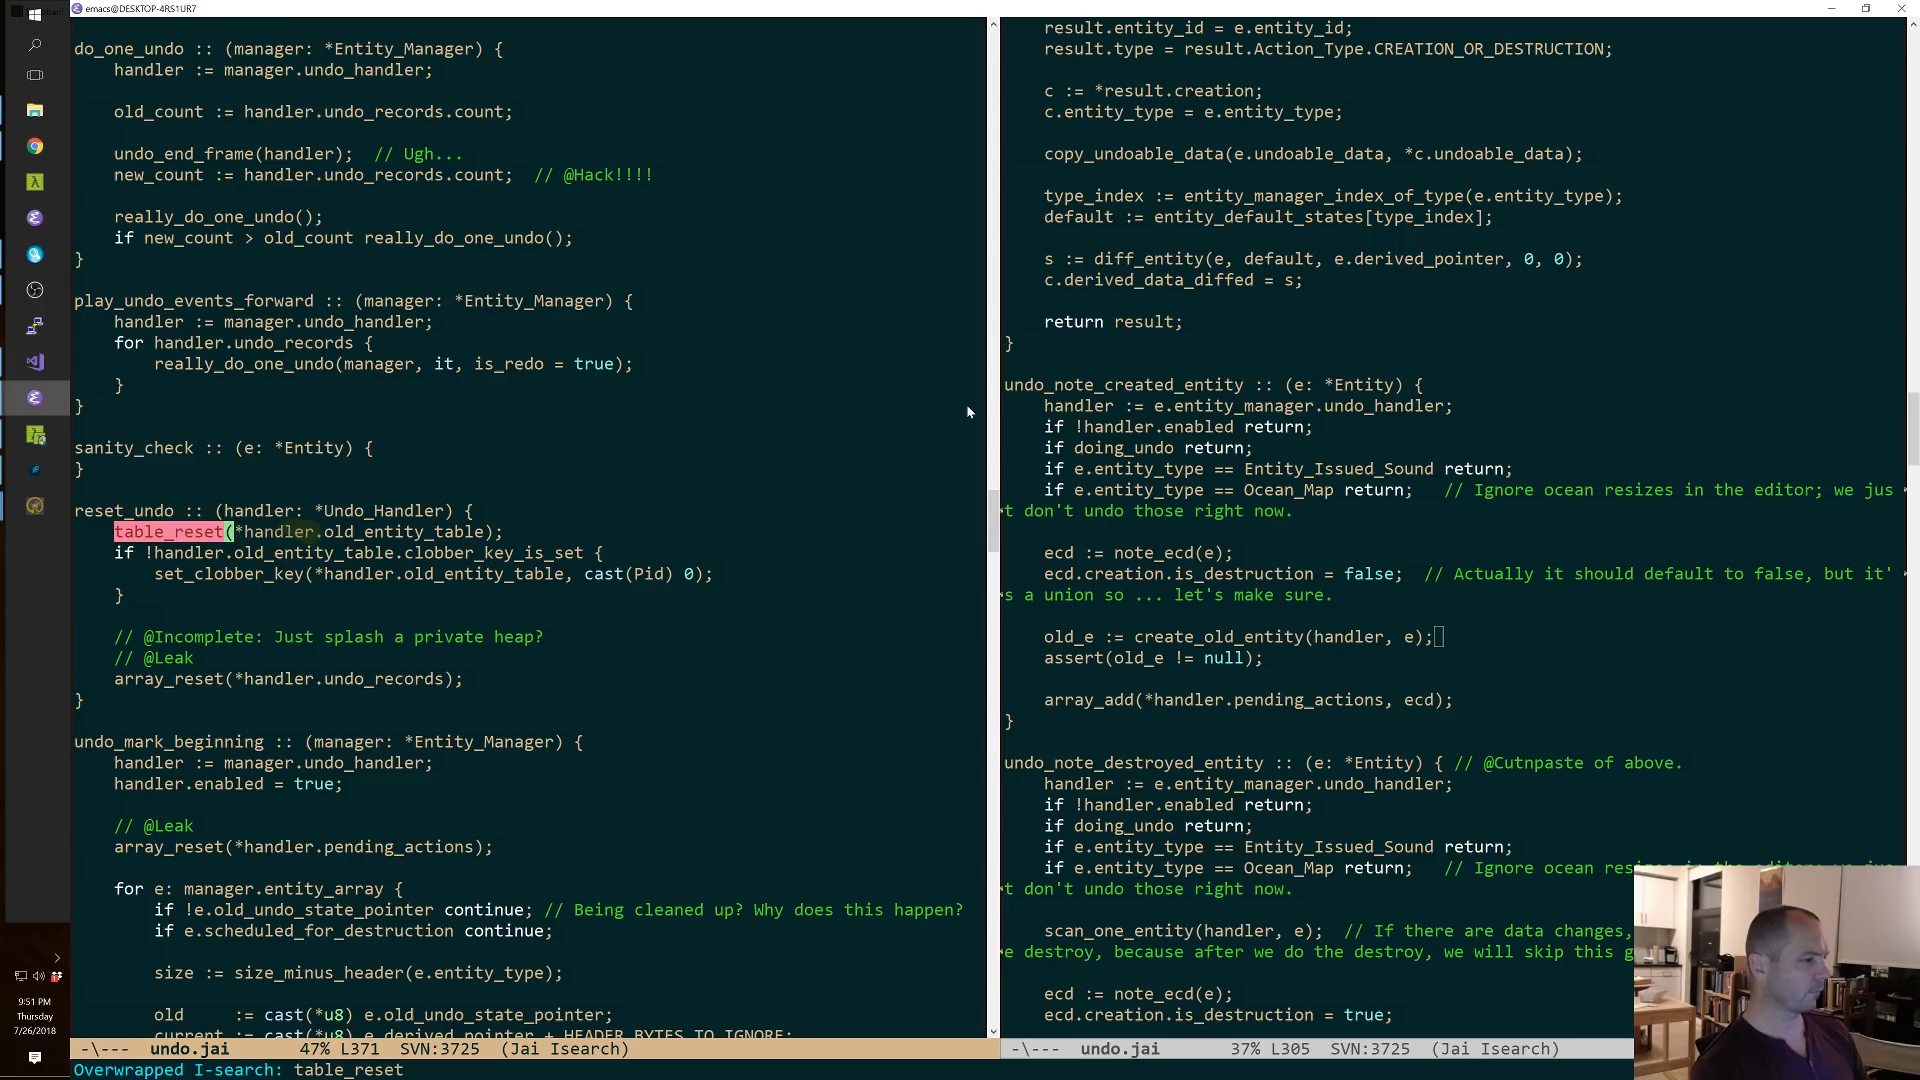 emacs@DESKTOP-4RS1UR7
do_one_undo :: (manager: *Entity_Manager) {
    handler := manager.undo_handler;

    old_count := handler.undo_records.count;

    undo_end_frame(handler);  // Ugh...
    new_count := handler.undo_records.count;  // @Hack!!!!

    really_do_one_undo();
    if new_count > old_count really_do_one_undo();
}

play_undo_events_forward :: (manager: *Entity_Manager) {
    handler := manager.undo_handler;
    for handler.undo_records {
        really_do_one_undo(manager, it, is_redo = true);
    }
}

sanity_check :: (e: *Entity) {
}

reset_undo :: (handler: *Undo_Handler) {
    table_reset(*handler.old_entity_table);
    if !handler.old_entity_table.clobber_key_is_set {
        set_clobber_key(*handler.old_entity_table, cast(Pid) 0);
    }

    // @Incomplete: Just splash a private heap?
    // @Leak
    array_reset(*handler.undo_records);
}

undo_mark_beginning :: (manager: *Entity_Manager) {
    handler := manager.undo_handler;
    handler.enabled = true;

    // @Leak
    array_reset(*handler.pending_actions);

    for e: manager.entity_array {
        if !e.old_undo_state_pointer continue; // Being cleaned up? Why does this happen?
        if e.scheduled_for_destruction continue;

        size := size_minus_header(e.entity_type);

        old     := cast(*u8) e.old_undo_state_pointer;
        current := cast(*u8) e.derived_pointer + HEADER_BYTES_TO_IGNORE;
-\---  undo.jai       47% L371  SVN:3725  (Jai Isearch)
Overwrapped I-search: table_reset
    result.entity_id = e.entity_id;
    result.type = result.Action_Type.CREATION_OR_DESTRUCTION;

    c := *result.creation;
    c.entity_type = e.entity_type;

    copy_undoable_data(e.undoable_data, *c.undoable_data);

    type_index := entity_manager_index_of_type(e.entity_type);
    default := entity_default_states[type_index];

    s := diff_entity(e, default, e.derived_pointer, 0, 0);
    c.derived_data_diffed = s;

    return result;
}

undo_note_created_entity :: (e: *Entity) {
    handler := e.entity_manager.undo_handler;
    if !handler.enabled return;
    if doing_undo return;
    if e.entity_type == Entity_Issued_Sound return;
    if e.entity_type == Ocean_Map return;   // Ignore ocean resizes in the editor; we jus
t don't undo those right now.

    ecd := note_ecd(e);
    ecd.creation.is_destruction = false;  // Actually it should default to false, but it'
s a union so ... let's make sure.

    old_e := create_old_entity(handler, e);
    assert(old_e != null);

    array_add(*handler.pending_actions, ecd);
}

undo_note_destroyed_entity :: (e: *Entity) { // @Cutnpaste of above.
    handler := e.entity_manager.undo_handler;
    if !handler.enabled return;
    if doing_undo return;
    if e.entity_type == Entity_Issued_Sound return;
    if e.entity_type == Ocean_Map return;   // Ignore ocean
t don't undo those right now.

    scan_one_entity(handler, e);  // If there are data changes,
e destroy, because after we do the destroy, we will skip this g

    ecd := note_ecd(e);
    ecd.creation.is_destruction = true;
-\---  undo.jai       37% L305  SVN:3725  (Jai Isearch)
9:51 PM
Thursday
7/26/2018